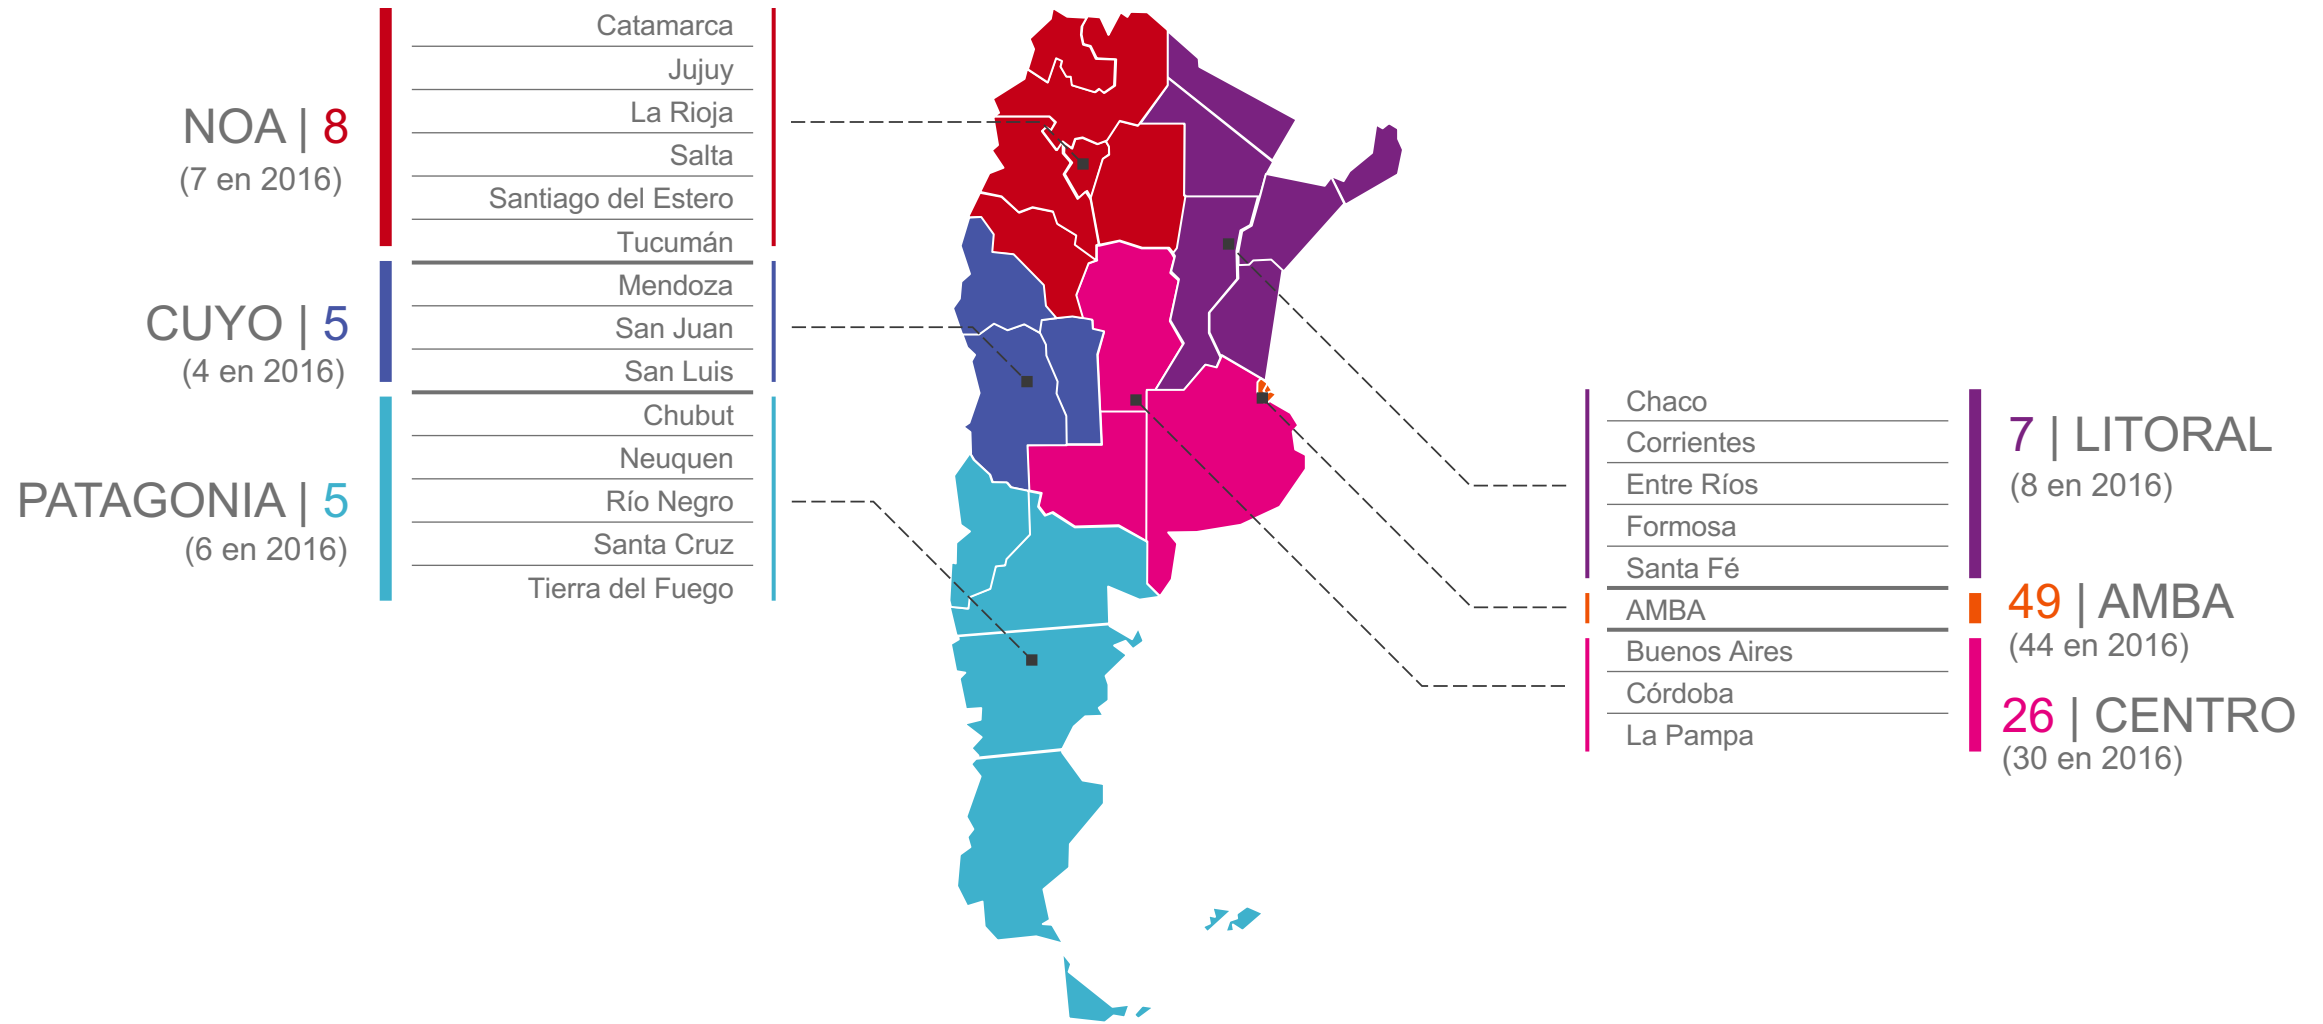 NOA | 8
(7 en 2016)
Catamarca
Jujuy
La Rioja
Salta
Santiago del Estero
Tucumán
CUYO | 5
(4 en 2016)
Mendoza
San Juan
San Luis
PATAGONIA | 5
(6 en 2016)
Chubut
Neuquen
Río Negro
Santa Cruz
Tierra del Fuego
Chaco
Corrientes
Entre Ríos
Formosa
Santa Fé
7 | LITORAL
(8 en 2016)
AMBA
49 | AMBA
(44 en 2016)
Buenos Aires
Córdoba
La Pampa
26 | CENTRO
(30 en 2016)